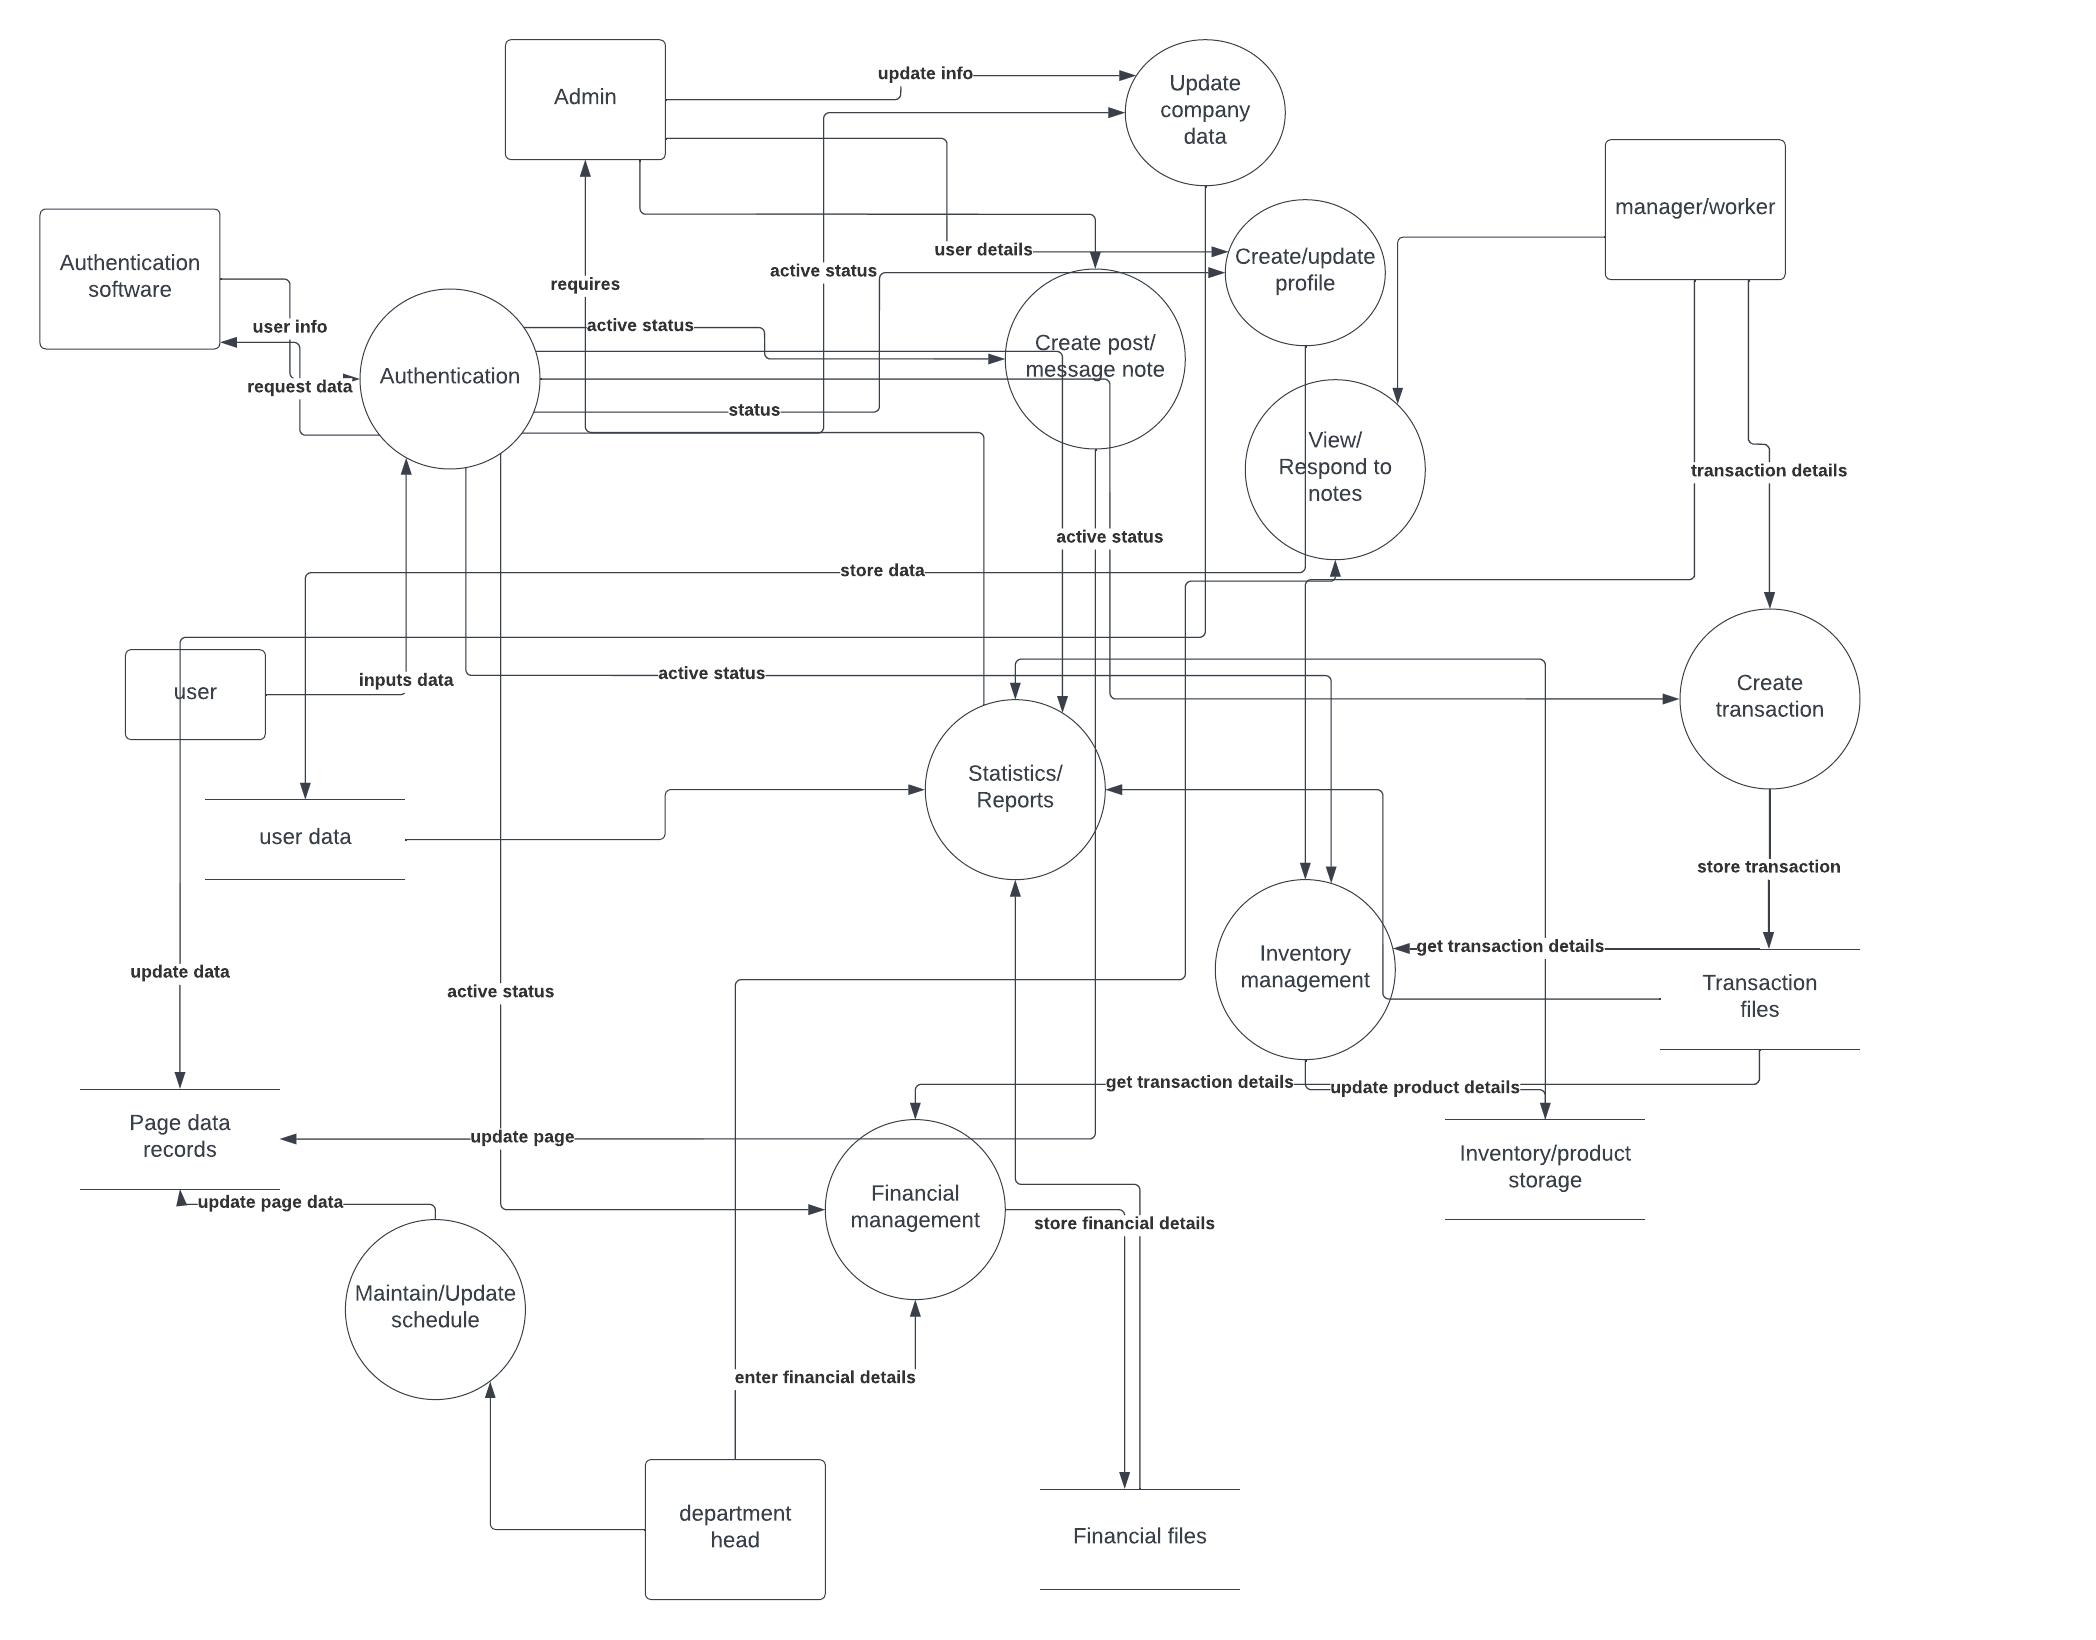 Admin
update info
Update
company
data
manager/worker
Authentication
software
user details
Create/update
profile
active status
requires
user info
active status
Create post/
message note
Authentication
request data
status
View/
Respond to
notes
transaction details
active status
store data
inputs data
active status
user
Create
transaction
Statistics/
Reports
user data
store transaction
get transaction details
Inventory
management
Transaction
files
update data
active status
get transaction details
update product details
Page data
records
update page
Inventory/product
storage
update page data
Financial
management
store financial details
Maintain/Update
schedule
enter financial details
department
head
Financial files